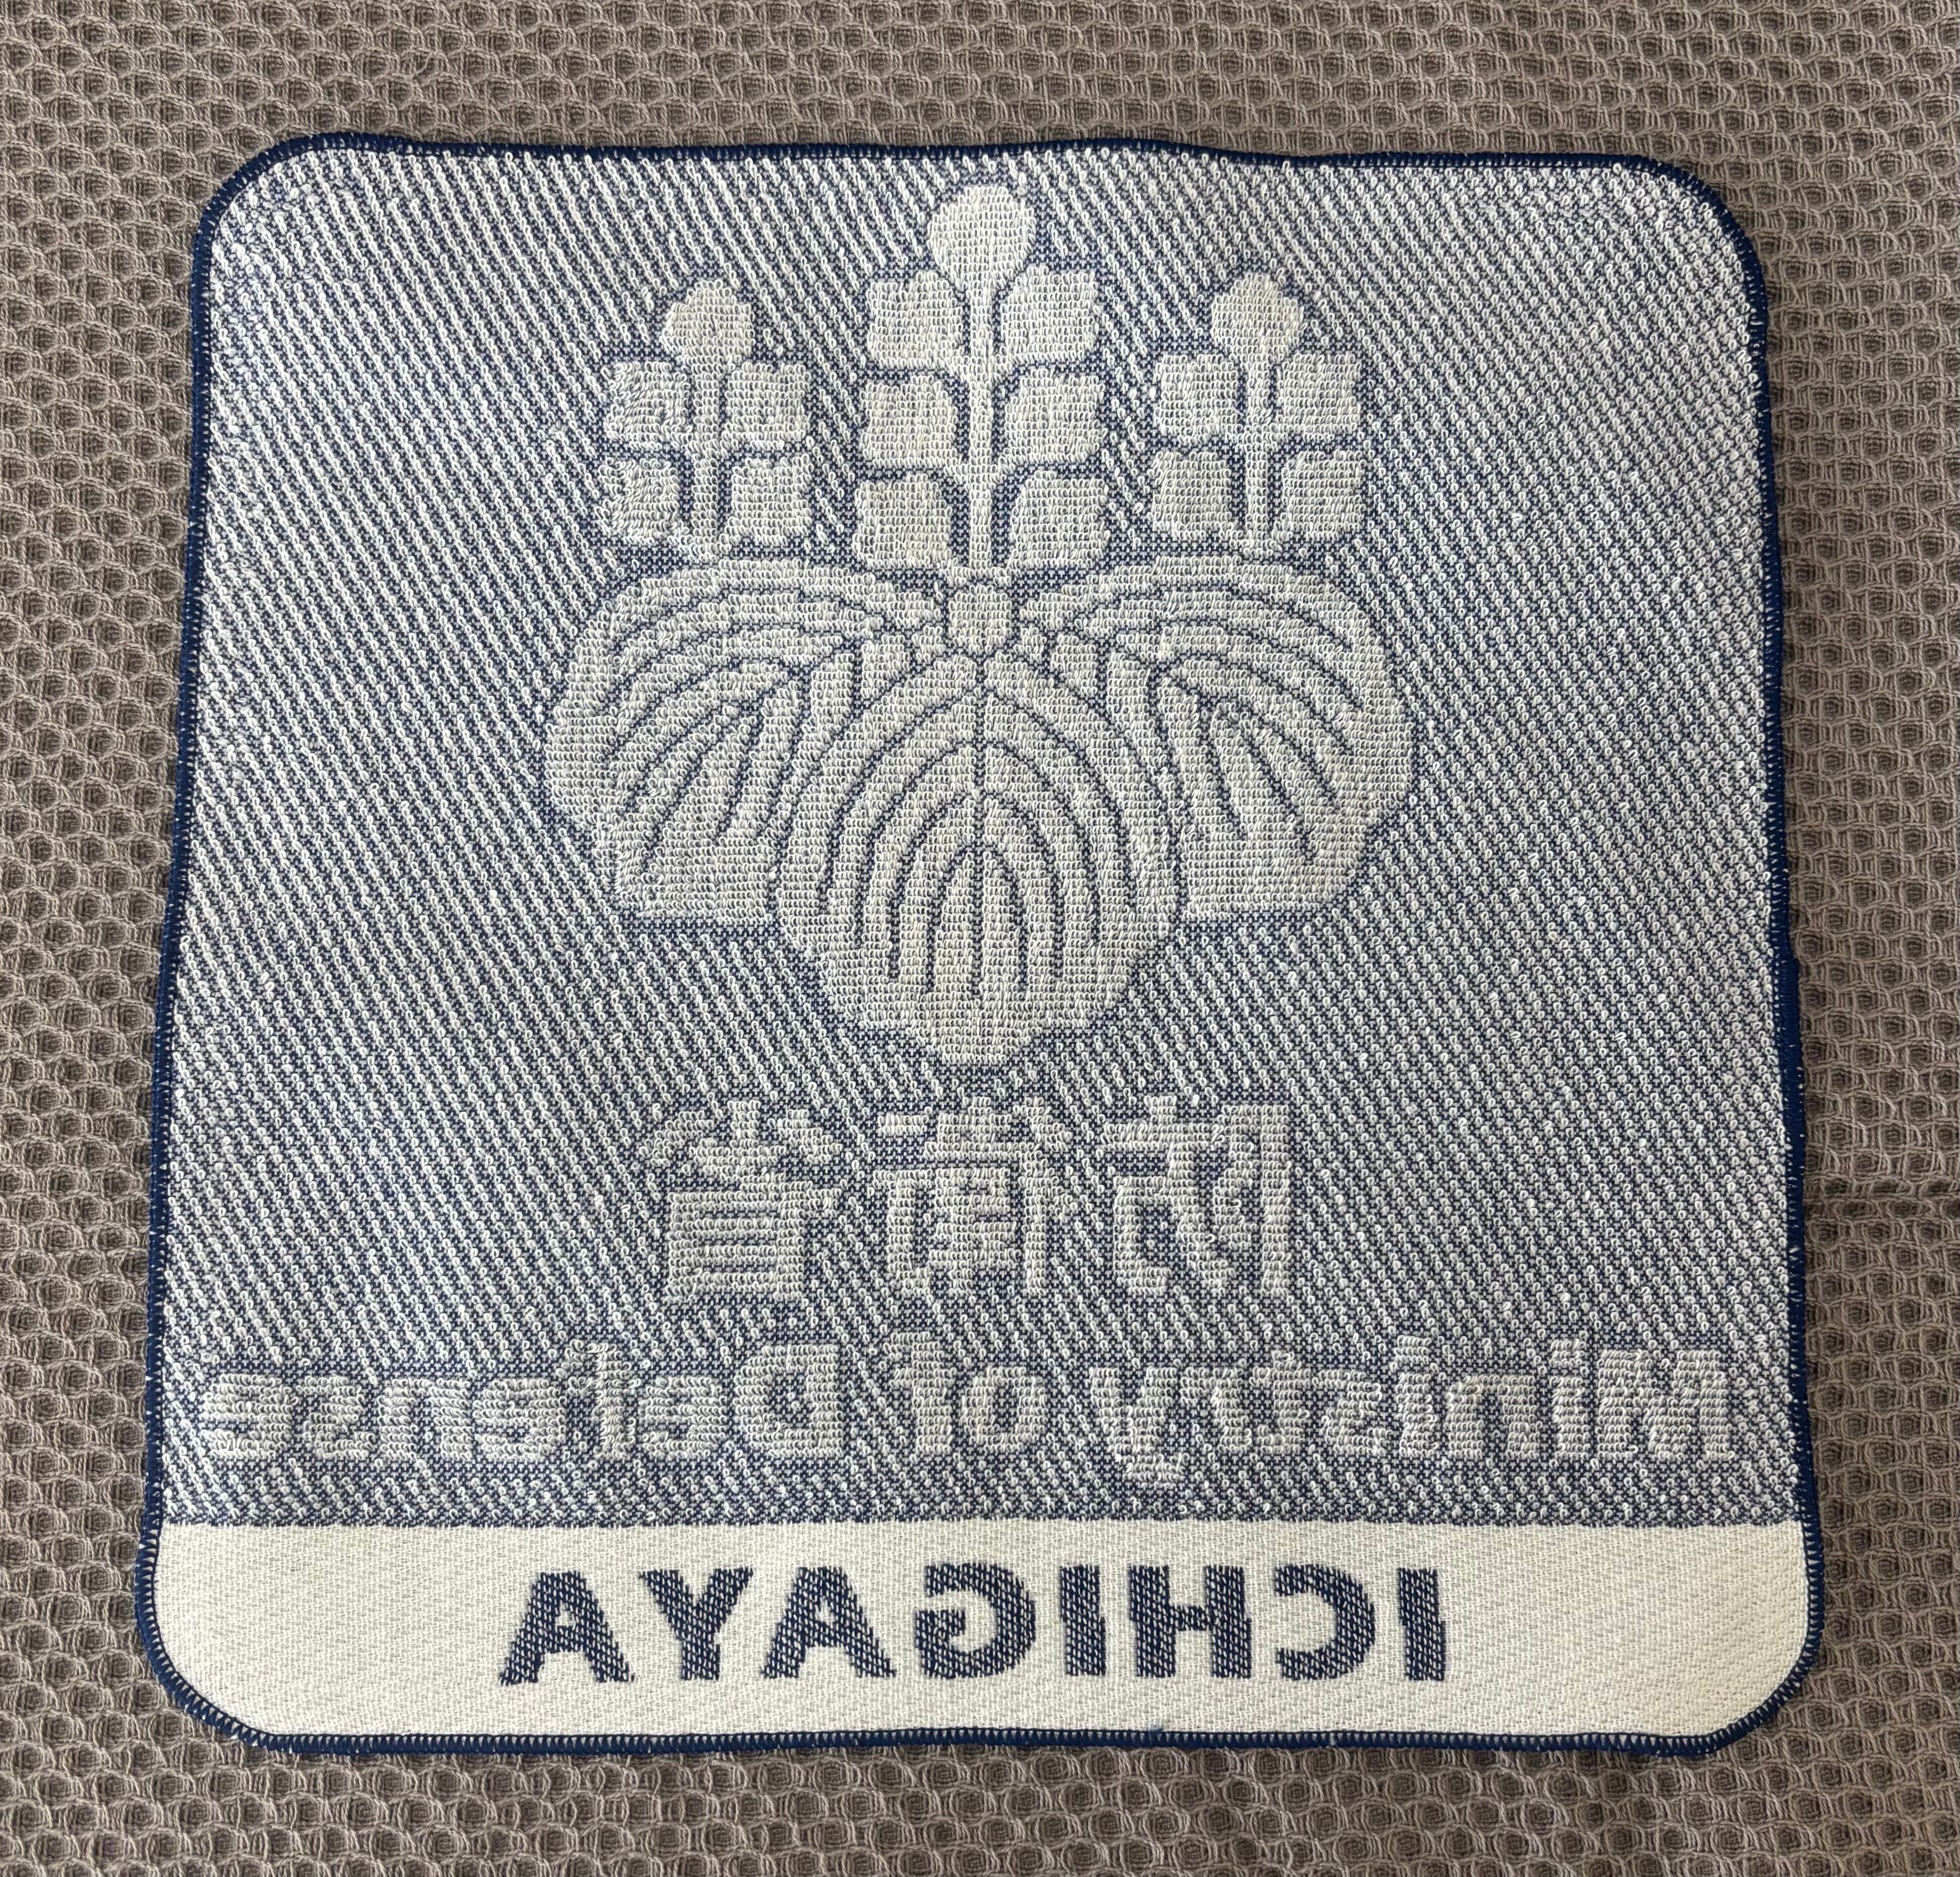 防衛省
Ministry of Defense
ICHIGAYA